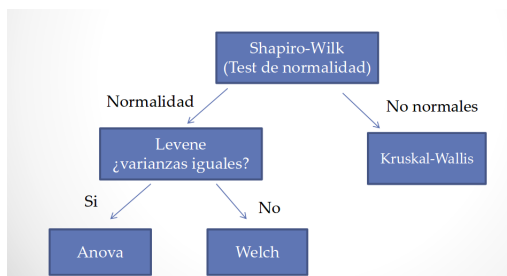 Shapiro-Wilk
(Test de normalidad)
Normalidad
No normales
Levene
¿varianzas iguales?
Kruskal-Wallis
Si
No
Anova
Welch